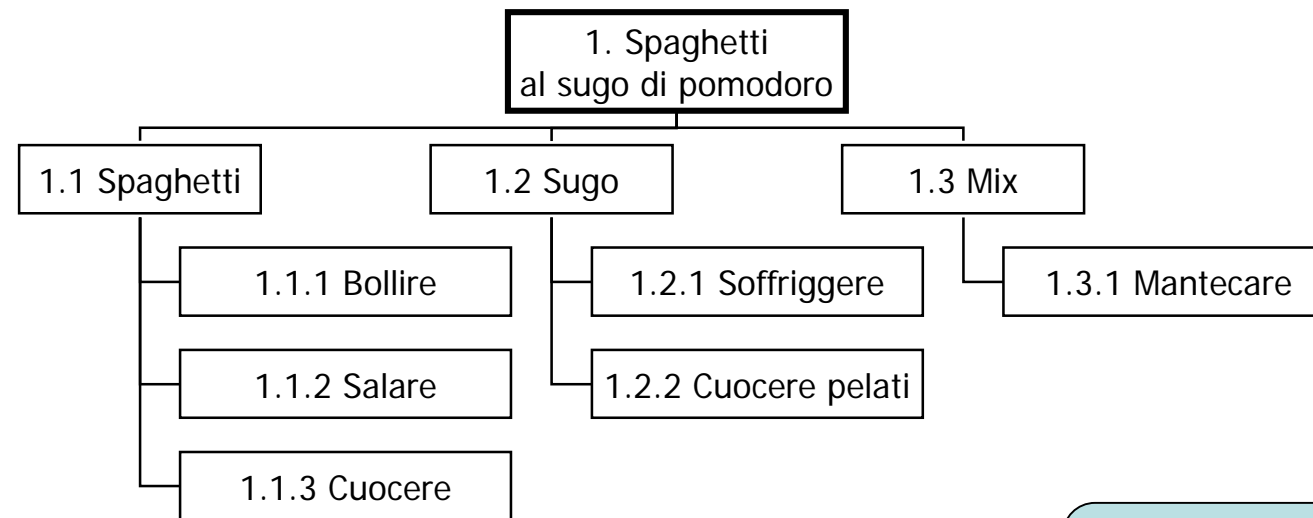 1. Spaghetti
al sugo di pomodoro
1.1 Spaghetti
1.2 Sugo
1.3 Mix
1.1.1 Bollire
1.2.1 Soffriggere
1.3.1 Mantecare
1.1.2 Salare
1.2.2 Cuocere pelati
1.1.3 Cuocere